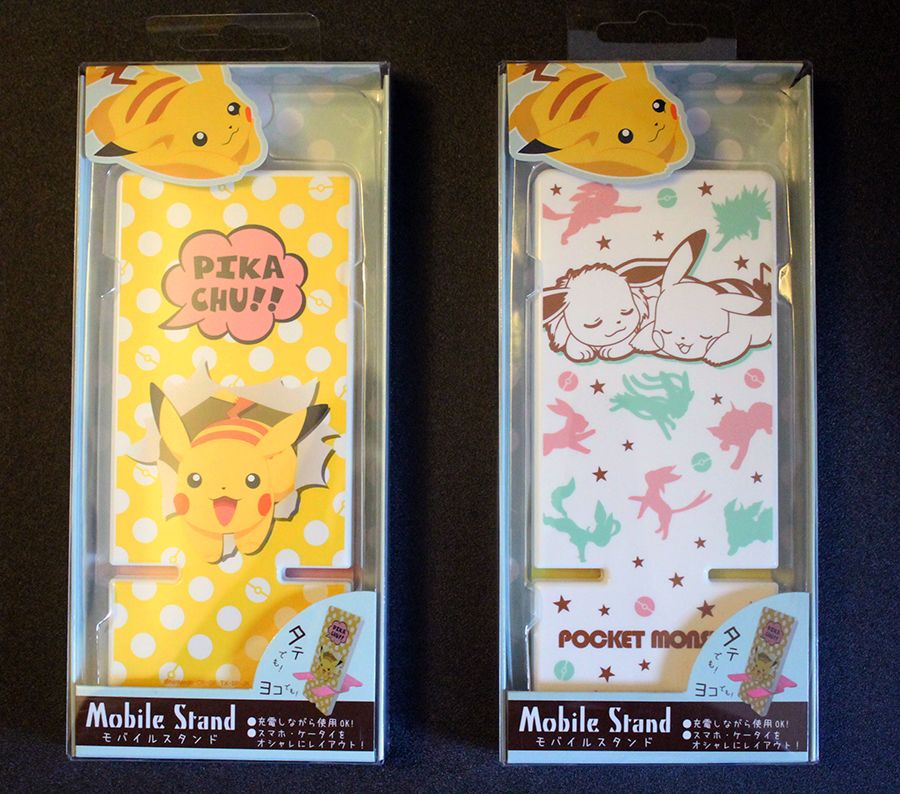 PIKA
CHU!!
タテ
でも!
ヨコでも!
Mobile Stand
モバイルスタンド
●充電しながら使用OK!
●スマホ・ケータイを
オシャレにレイアウト!
POCKET MONS
PIKA
CHU!!
タテ
でも!
ヨコでも!
Mobile Stand
モバイルスタンド
●充電しながら使用OK!
●スマホ・ケータイを
オシャレにレイアウト!